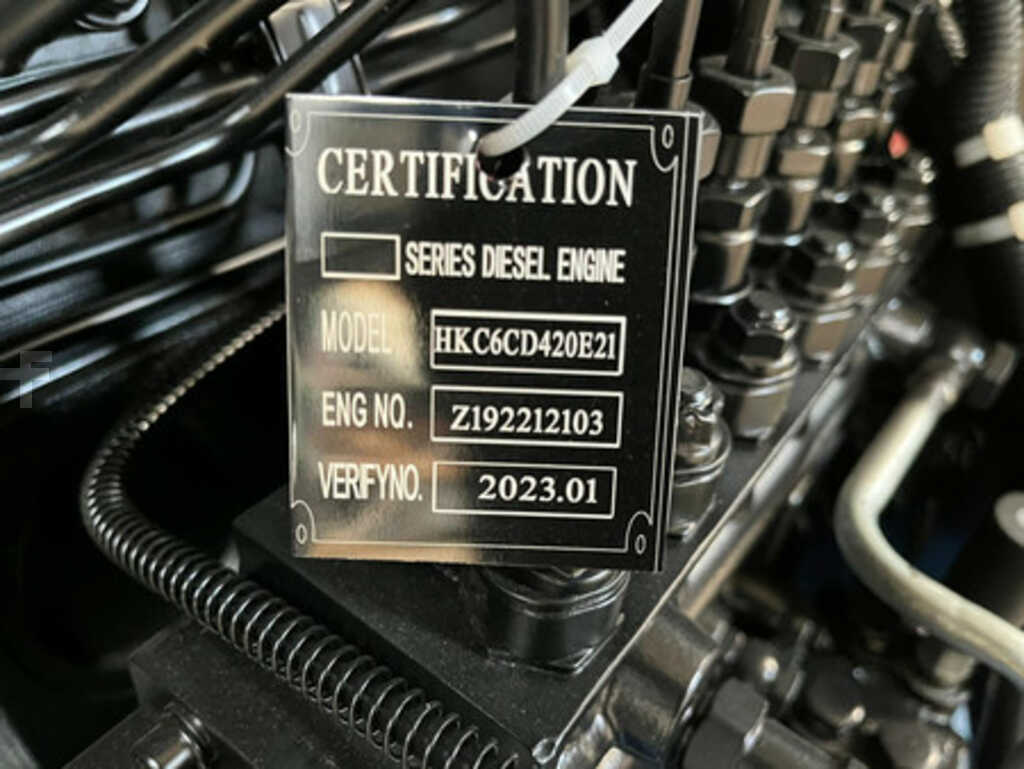 CERTIFICATION
SERIES DIESEL ENGINE
MODEL HKC6CD420E21
ENG NO. Z192212103
VERIFYNO. 2023.01